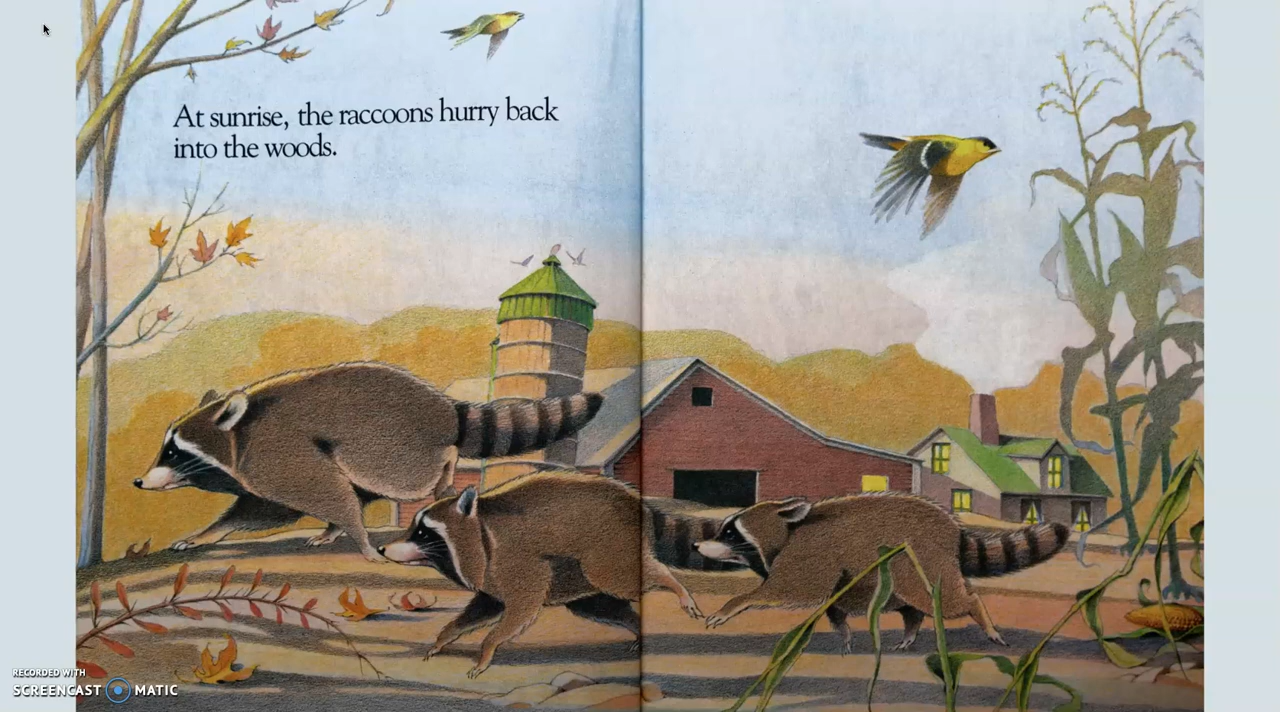 At sunrise, the raccoons hurry back
into the woods.
RECORDED WITH
SCREENCAST MATIC